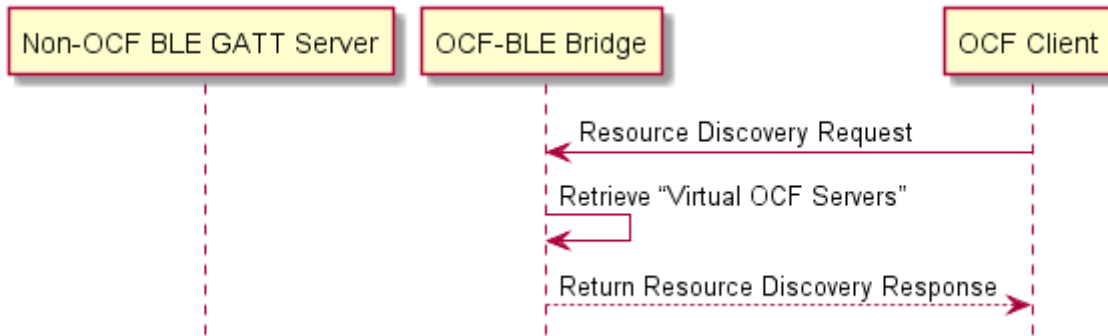 Non-OCF BLE GATT Server
OCF-BLE Bridge
OCF Client
Resource Discovery Request
Retrieve “Virtual OCF Servers”
Return Resource Discovery Response